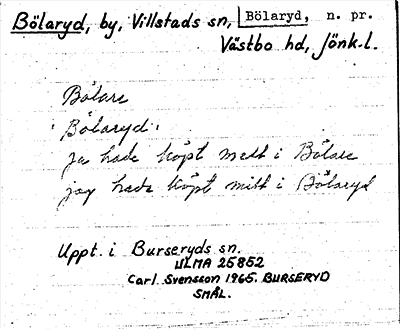 Bölaryd, by, Villstads sn, Bölaryd, n. pr.
Västbo hd, Jönk.l.
Bölare
'Bölaryd'
ja hade köpt mett i Bölare
jag hade köpt mitt i Bölaryd
Uppt. i Burseryds sn.
ULMA 25852
Carl Svensson 1965. BURSERYD
SMÅL.